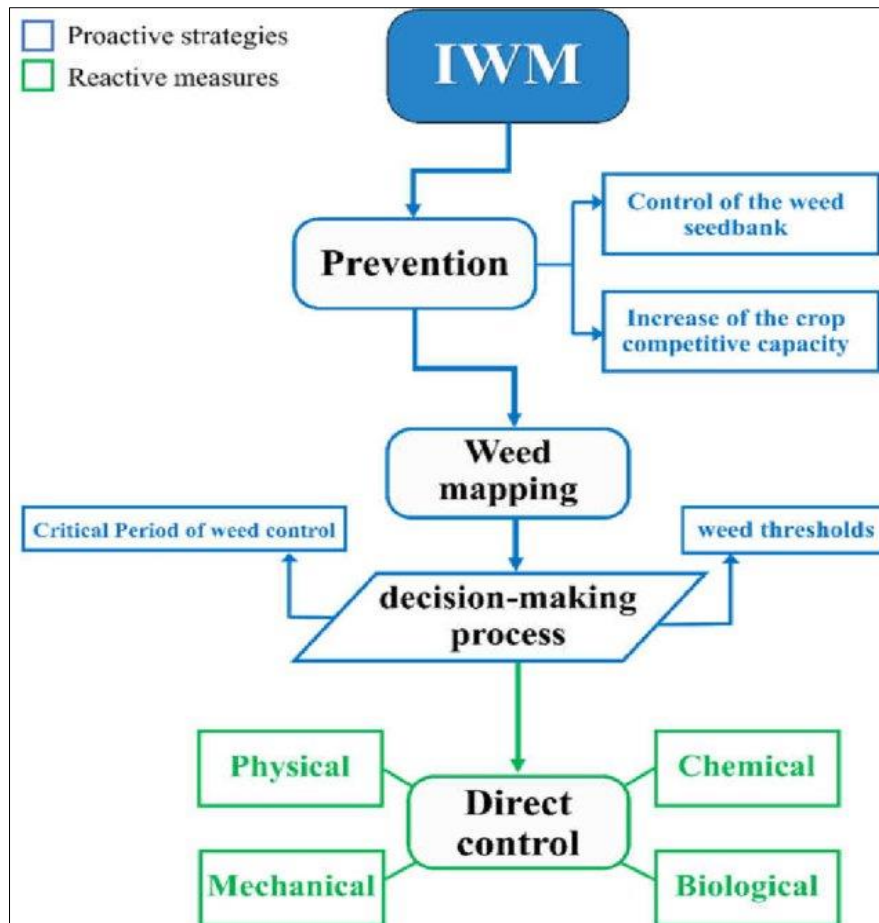 Proactive strategies
Reactive measures
IWM
Prevention
Control of the weed
seedbank
Increase of the crop
competitive capacity
Weed
mapping
Critical Period of weed control
weed thresholds
decision-making
process
Physical
Chemical
Direct
control
Mechanical
Biological